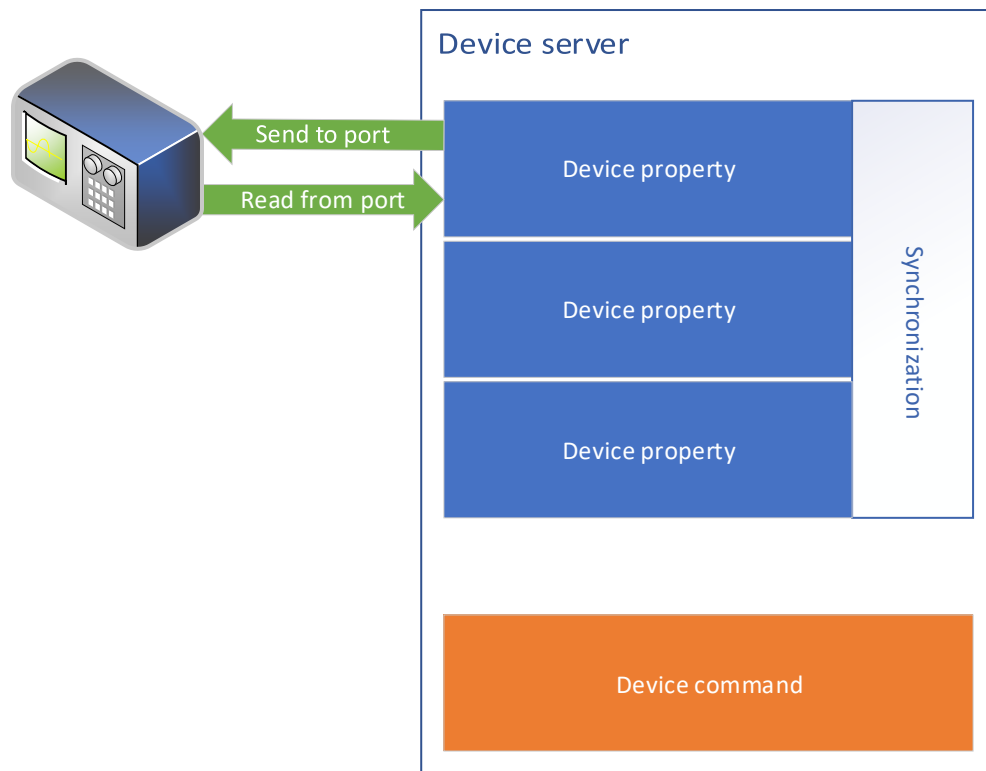 Device server
Send to port
Read from port
Device property
Device property
Device property
Synchronization
Device command